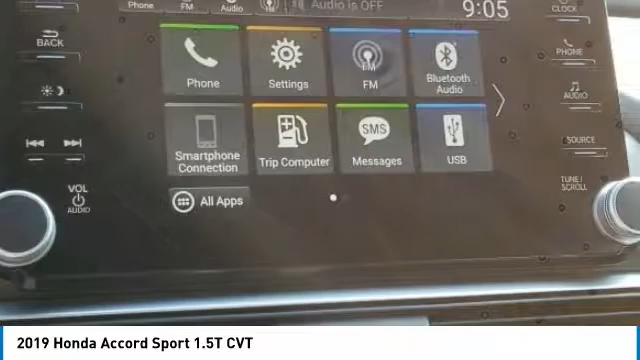 Phone FM Audio FM Audio is OFF 9:05
CLOCK
BACK
PHONE
Phone Settings FM FM Bluetooth Audio
AUDIO
Smartphone Connection Trip Computer SMS Messages USB
SOURCE
VOL
AUDIO
TUNE / SCROLL
All Apps
2019 Honda Accord Sport 1.5T CVT